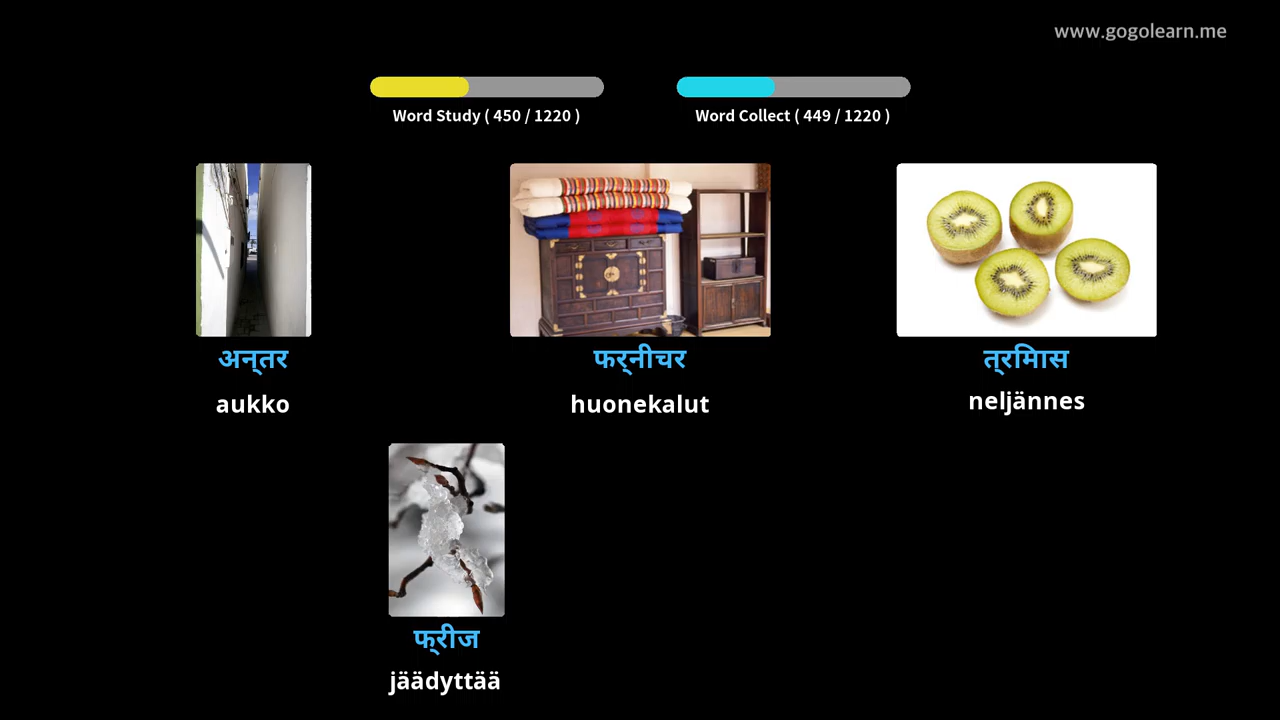 www.gogolearn.me
Word Study ( 450 / 1220 )
Word Collect ( 449 / 1220 )
अन्तर
फर्नीचर
त्रिमास
aukko
huonekalut
neljännes
फ्रीज
jäädyttää